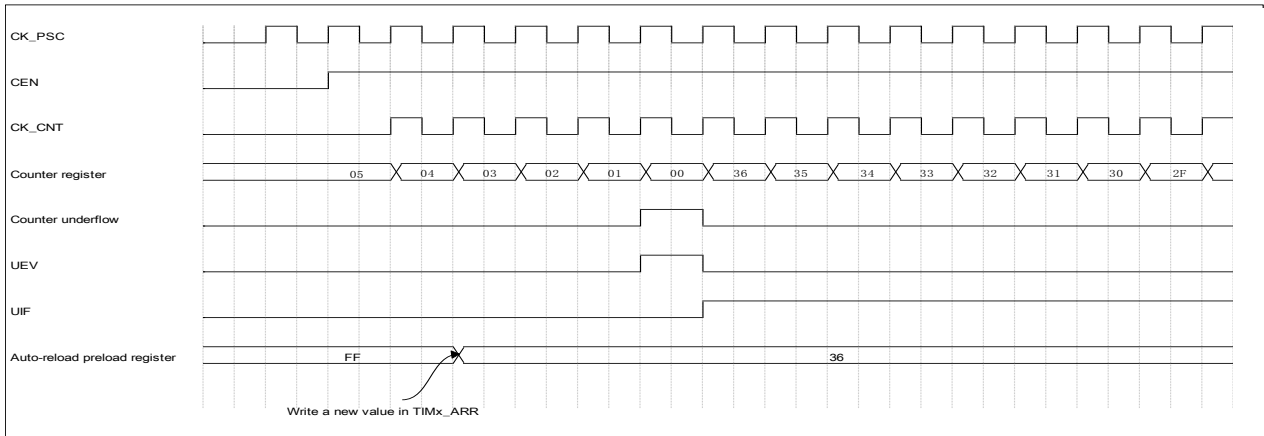 CK_PSC
CEN
CK_CNT
Counter register 05 04 03 02 01 00 36 35 34 33 32 31 30 2F
Counter underflow
UEV
UIF
Auto-reload preload register FF 36
Write a new value in TIMx_ARR